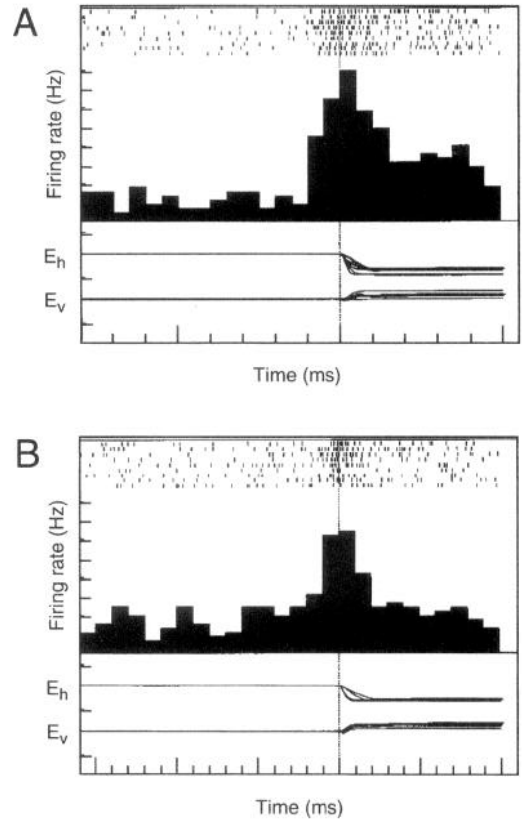 A
Firing rate (Hz)
Eh
Ev
Time (ms)
B
Firing rate (Hz)
Eh
Ev
Time (ms)